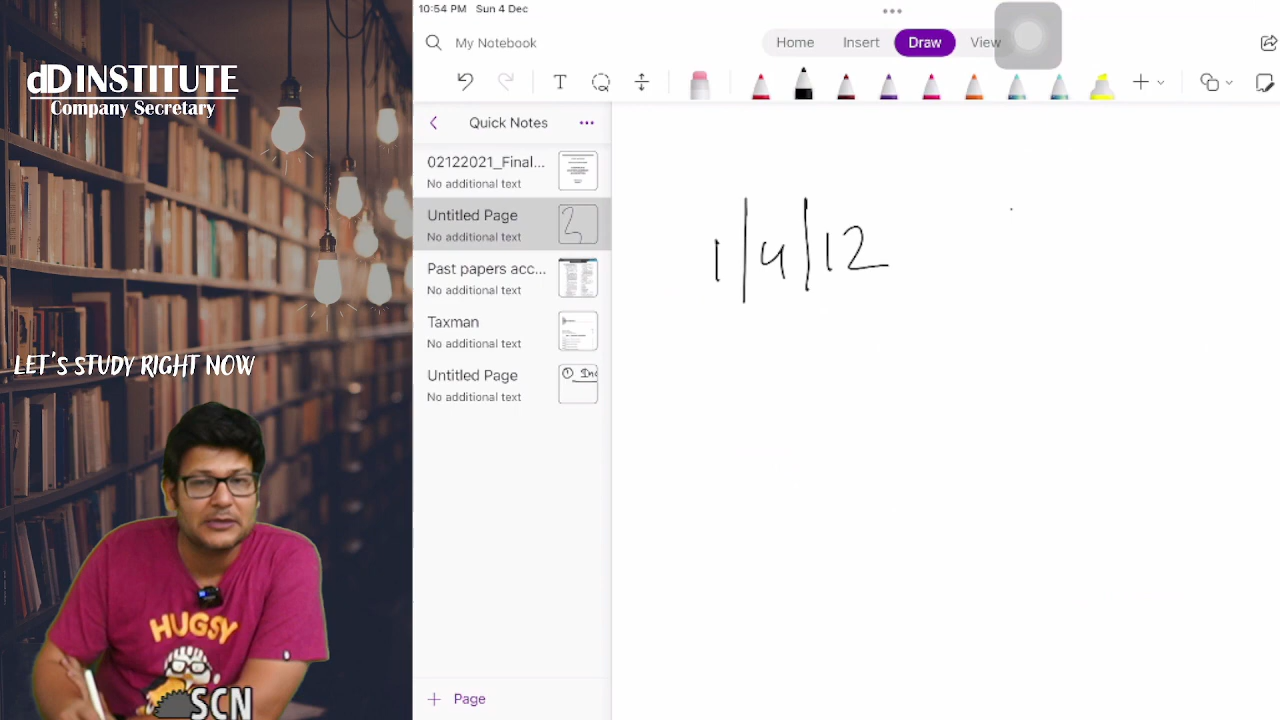 10:54 PM Sun 4 Dec
My Notebook
Home Insert Draw View
T
dD INSTITUTE
Company Secretary
Quick Notes
02122021_Final...
No additional text
Untitled Page
No additional text
Past papers acc...
No additional text
Taxman
No additional text
Untitled Page
No additional text
1/4/12
LET'S STUDY RIGHT NOW
HUGSY
SCN
+ Page